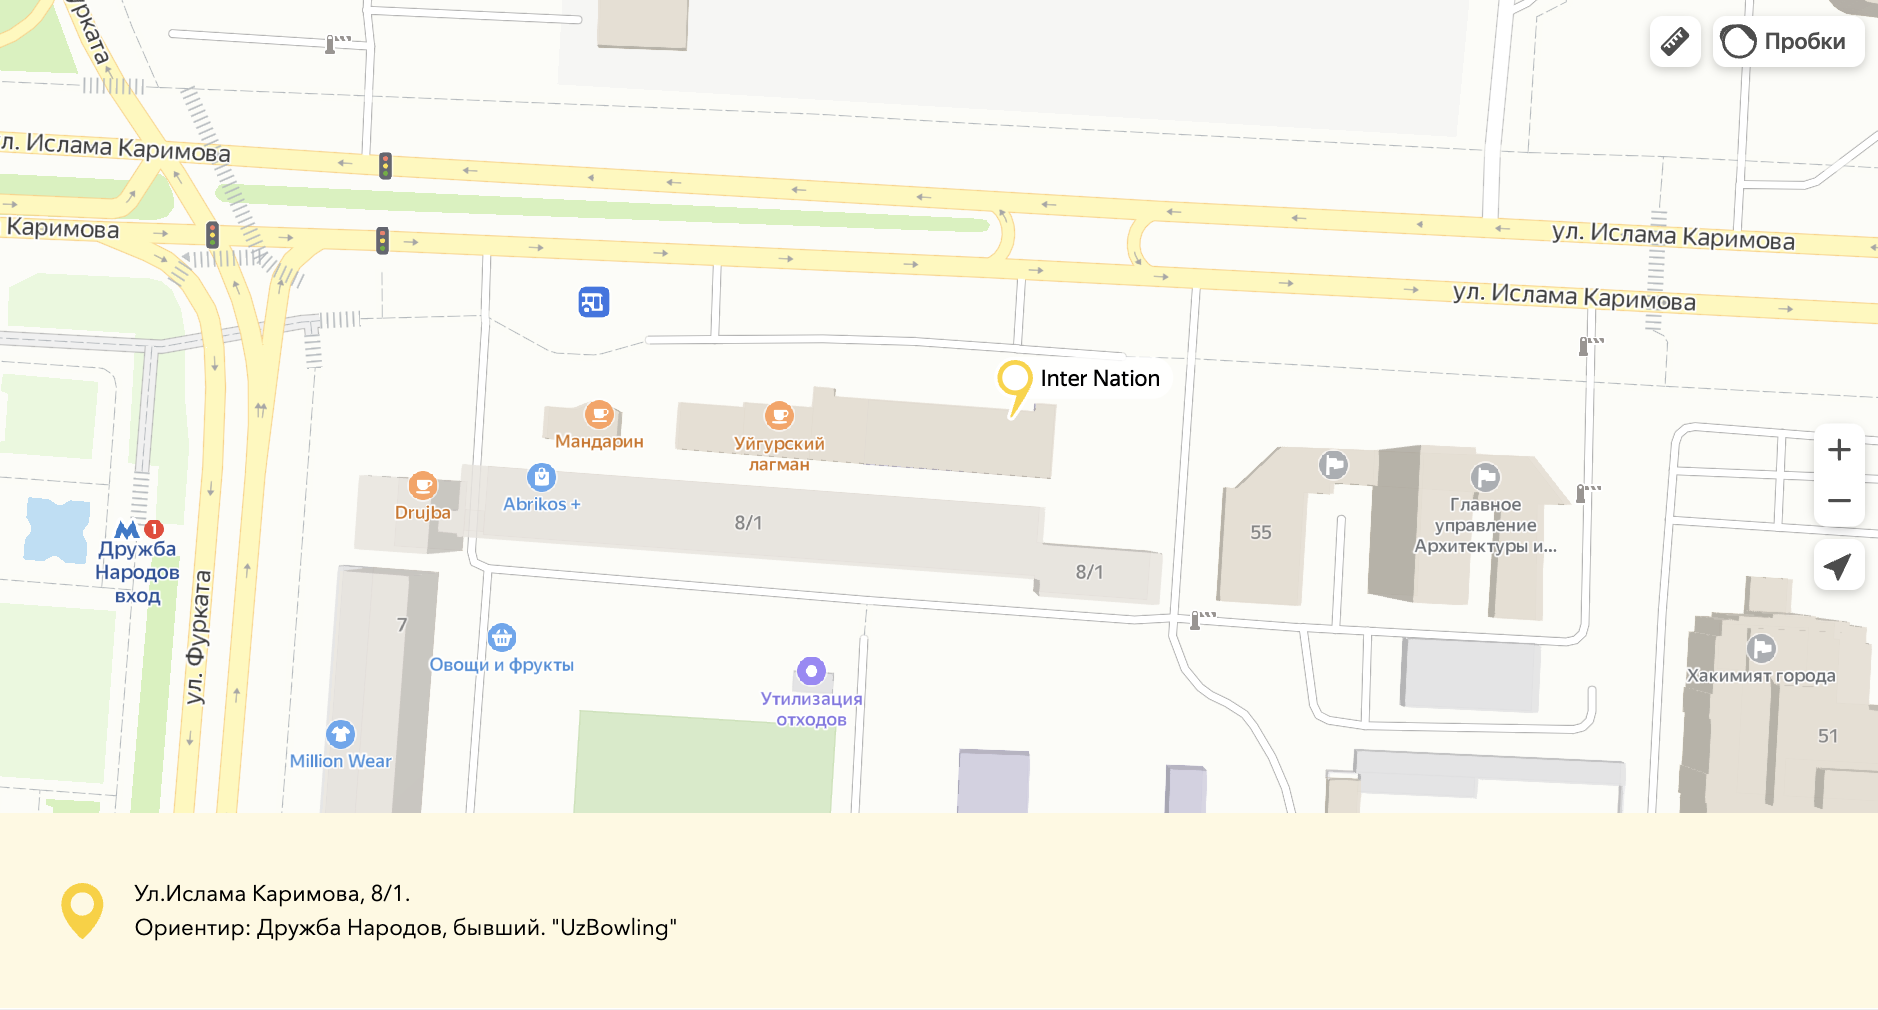 урката
Пробки
л. Ислама Каримова
Каримова
ул. Ислама Каримова
ул. Ислама Каримова
Inter Nation
Мандарин
Уйгурский
лагман
Drujba
Abrikos +
8/1
8/1
55
Главное
управление
Архитектуры и...
1
Дружба
Народов
вход
ул. Фурката
7
Овощи и фрукты
Утилизация
отходов
Хакимият города
51
Million Wear
Ул.Ислама Каримова, 8/1.
Ориентир: Дружба Народов, бывший. "UzBowling"